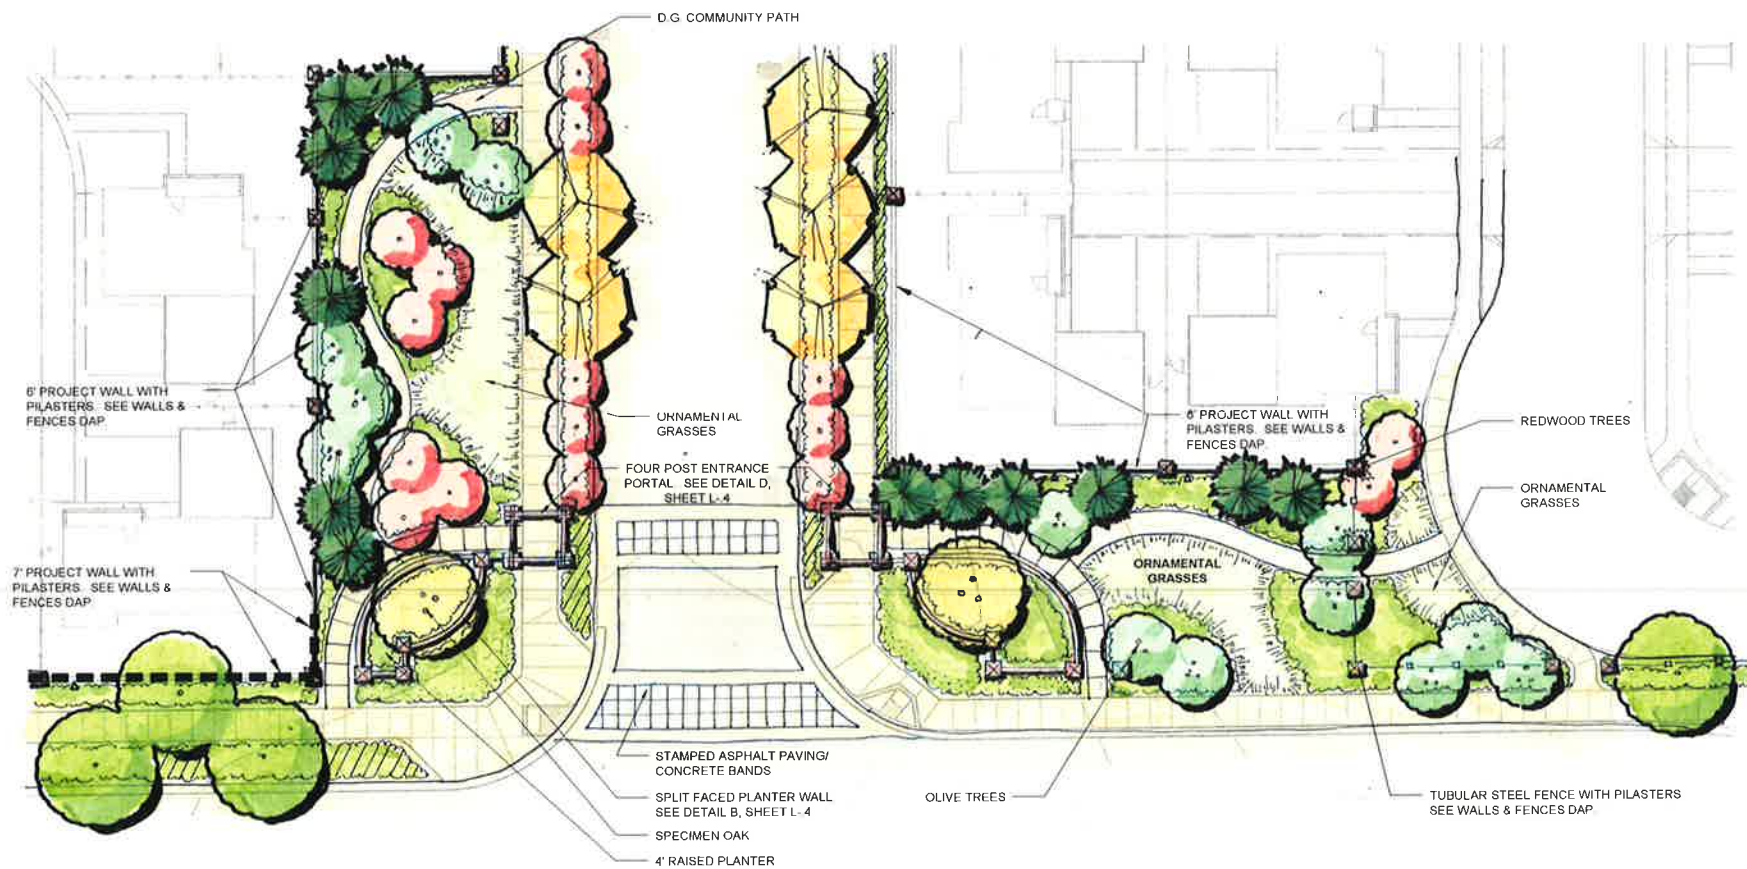 D.G. COMMUNITY PATH
6' PROJECT WALL WITH
PILASTERS. SEE WALLS &
FENCES DAP.
ORNAMENTAL
GRASSES
6' PROJECT WALL WITH
PILASTERS. SEE WALLS &
FENCES DAP.
REDWOOD TREES
FOUR POST ENTRANCE
PORTAL. SEE DETAIL D,
SHEET L-.4
ORNAMENTAL
GRASSES
7' PROJECT WALL WITH
PILASTERS. SEE WALLS &
FENCES DAP
ORNAMENTAL
GRASSES
STAMPED ASPHALT PAVING/
CONCRETE BANDS
SPLIT FACED PLANTER WALL
SEE DETAIL B, SHEET L-.4
OLIVE TREES
TUBULAR STEEL FENCE WITH PILASTERS
SEE WALLS & FENCES DAP.
SPECIMEN OAK
4' RAISED PLANTER